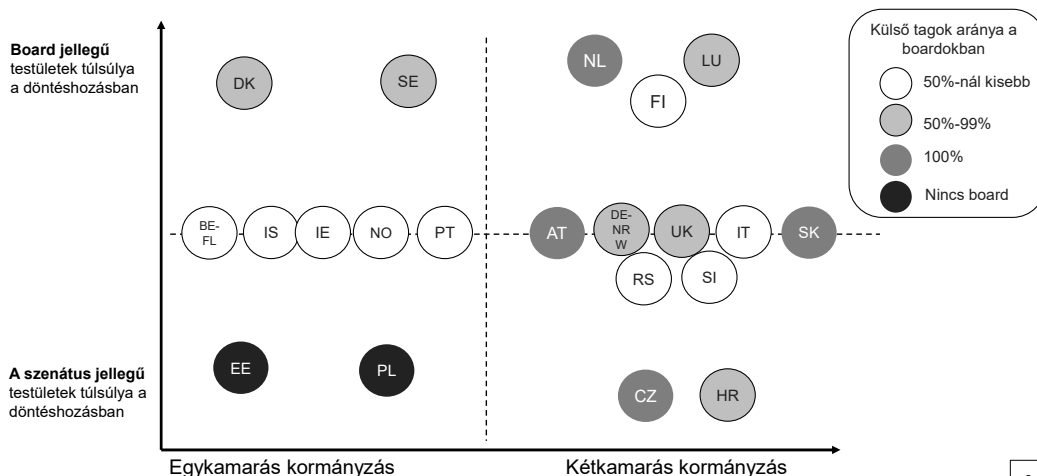 Board jellegű
testületek túlsúlya
a döntéshozásban
Külső tagok aránya a
boardokban
50%-nál kisebb
50%-99%
100%
Nincs board
DK
SE
NL
LU
FI
BE-
FL
IS
IE
NO
PT
AT
DE-
NR
W
UK
IT
SK
RS
SI
EE
PL
CZ
HR
A szenátus jellegű
testületek túlsúlya a
döntéshozásban
Egykamarás kormányzás
Kétkamarás kormányzás